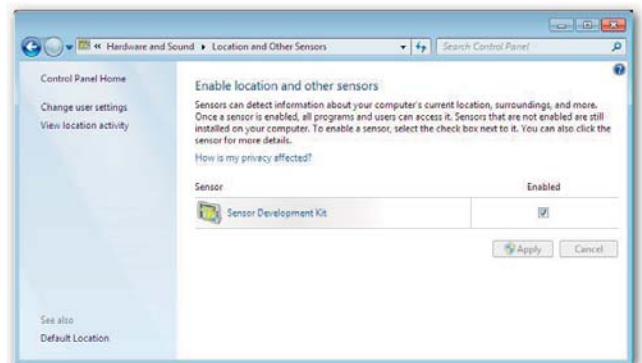 « Hardware and Sound ▸ Location and Other Sensors
Search Control Panel
Control Panel Home
Change user settings
View location activity
See also
Default Location
Enable location and other sensors
Sensors can detect information about your computer's current location, surroundings, and more.
Once a sensor is enabled, all programs and users can access it. Sensors that are not enabled are still
installed on your computer. To enable a sensor, select the check box next to it. You can also click the
sensor for more details.
How is my privacy affected?
Sensor Enabled
Sensor Development Kit
Apply Cancel